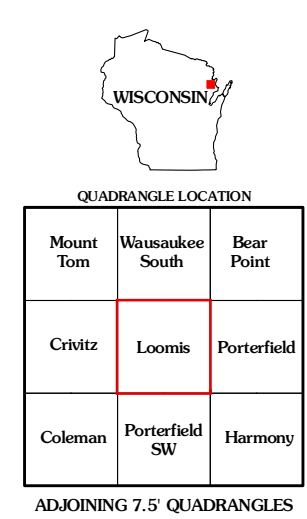 WISCONSIN
QUADRANGLE LOCATION
Mount
Tom
Wausaukee
South
Bear
Point
Crivitz
Loomis
Porterfield
Coleman
Porterfield
SW
Harmony
ADJOINING 7.5' QUADRANGLES